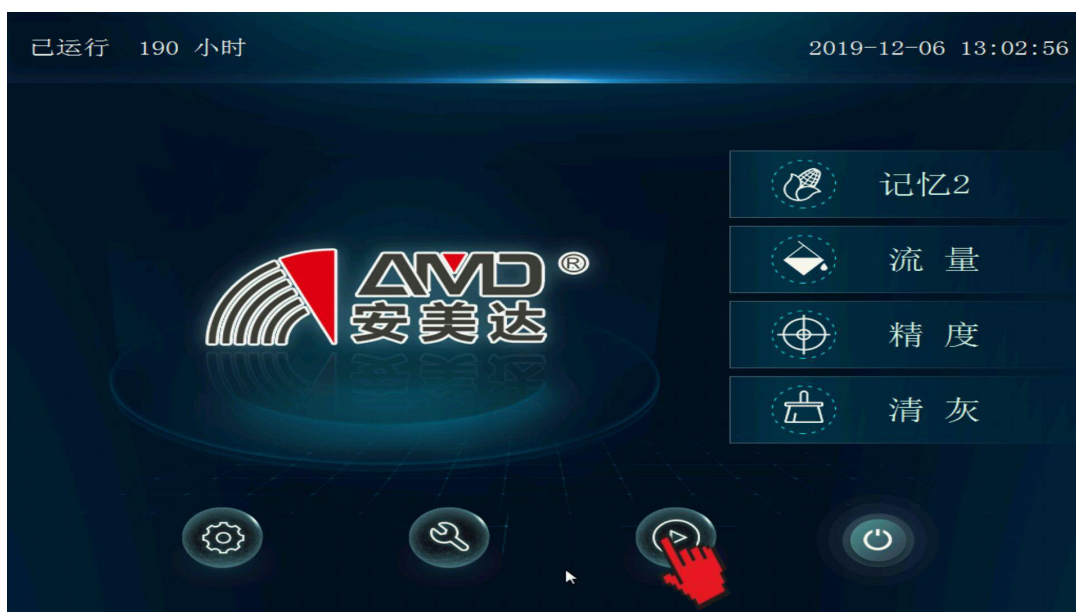 已运行 190 小时
2019-12-06 13:02:56
记忆2
流 量
AMD®
安美达
精 度
清 灰